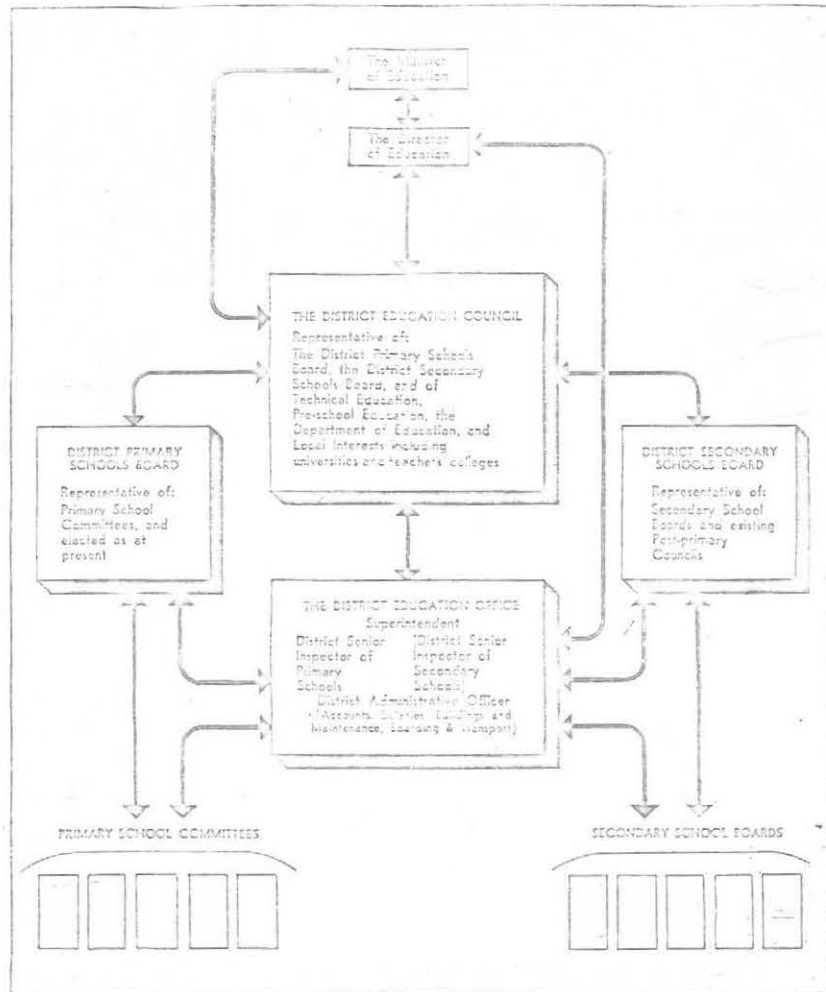 The Minister
of Education
The Director
of Education
THE DISTRICT EDUCATION COUNCIL
Representative of:
The District Primary Schools
Board, the District Secondary
Schools Board, and of
Technical Education,
Pre-school Education, the
Department of Education, and
Local Interests including
universities and teachers' colleges
DISTRICT PRIMARY
SCHOOLS BOARD
Representative of:
Primary School
Committees, and
elected as at
present
DISTRICT SECONDARY
SCHOOLS BOARD
Representative of:
Secondary School
Boards and existing
Post-primary
Councils
THE DISTRICT EDUCATION OFFICE
Superintendent
District Senior
Inspector of
Primary
Schools
[District Senior
Inspector of
Secondary
Schools]
District Administrative Officer
[Accounts, Salaries, Buildings and
Maintenance, Boarding & Transport]
PRIMARY SCHOOL COMMITTEES
SECONDARY SCHOOL BOARDS